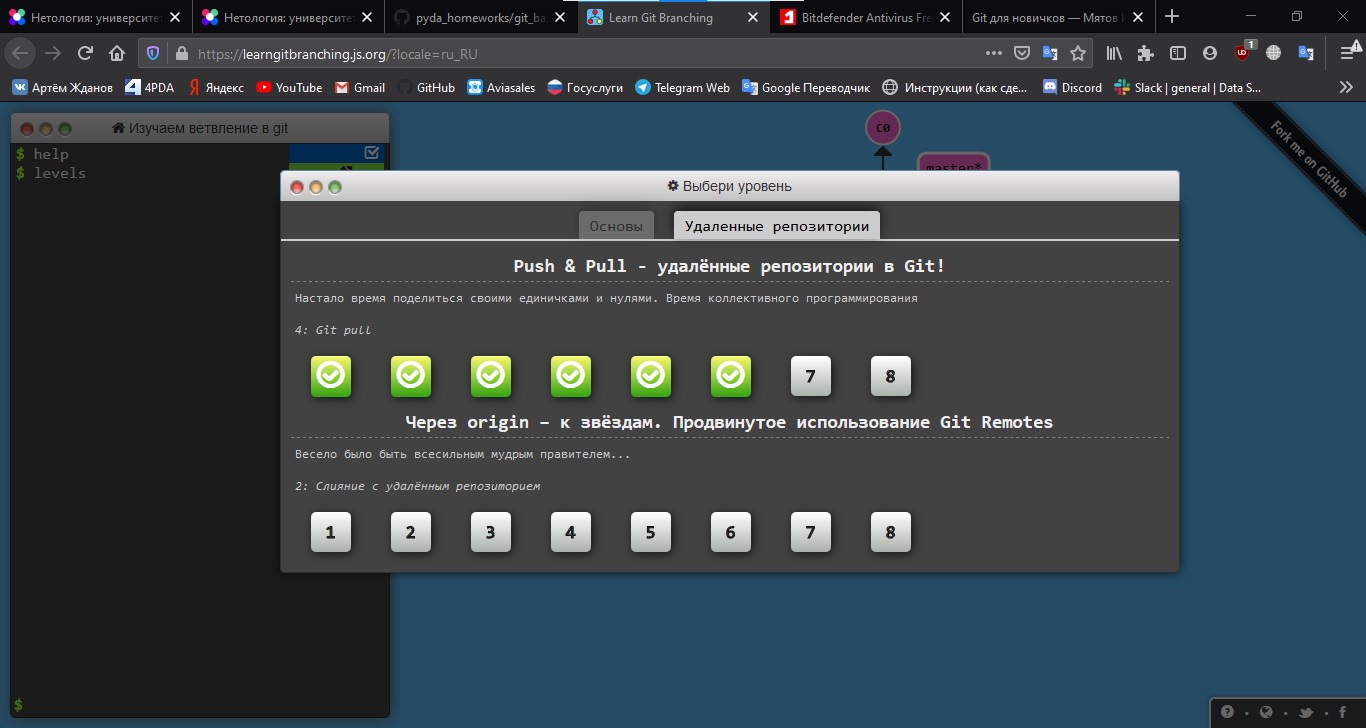 Нетология: университет
Нетология: университет
pyda_homeworks/git_ba
Learn Git Branching
Bitdefender Antivirus Fre
Git для новичков — Мятов
https://learngitbranching.js.org/?locale=ru_RU
1
Артём Жданов
4PDA
Яндекс
YouTube
Gmail
GitHub
Aviasales
Госуслуги
Telegram Web
Google Переводчик
Инструкции (как сде...
Discord
Slack | general | Data S...
Изучаем ветвление в git
$ help
$ levels
C0
master*
Fork me on GitHub
Выбери уровень
Основы
Удаленные репозитории
Push & Pull - удалённые репозитории в Git!
Настало время поделиться своими единичками и нулями. Время коллективного программирования
4: Git pull
7 8
Через origin – к звёздам. Продвинутое использование Git Remotes
Весело было быть всесильным мудрым правителем...
2: Слияние с удалённым репозиторием
1 2 3 4 5 6 7 8
$